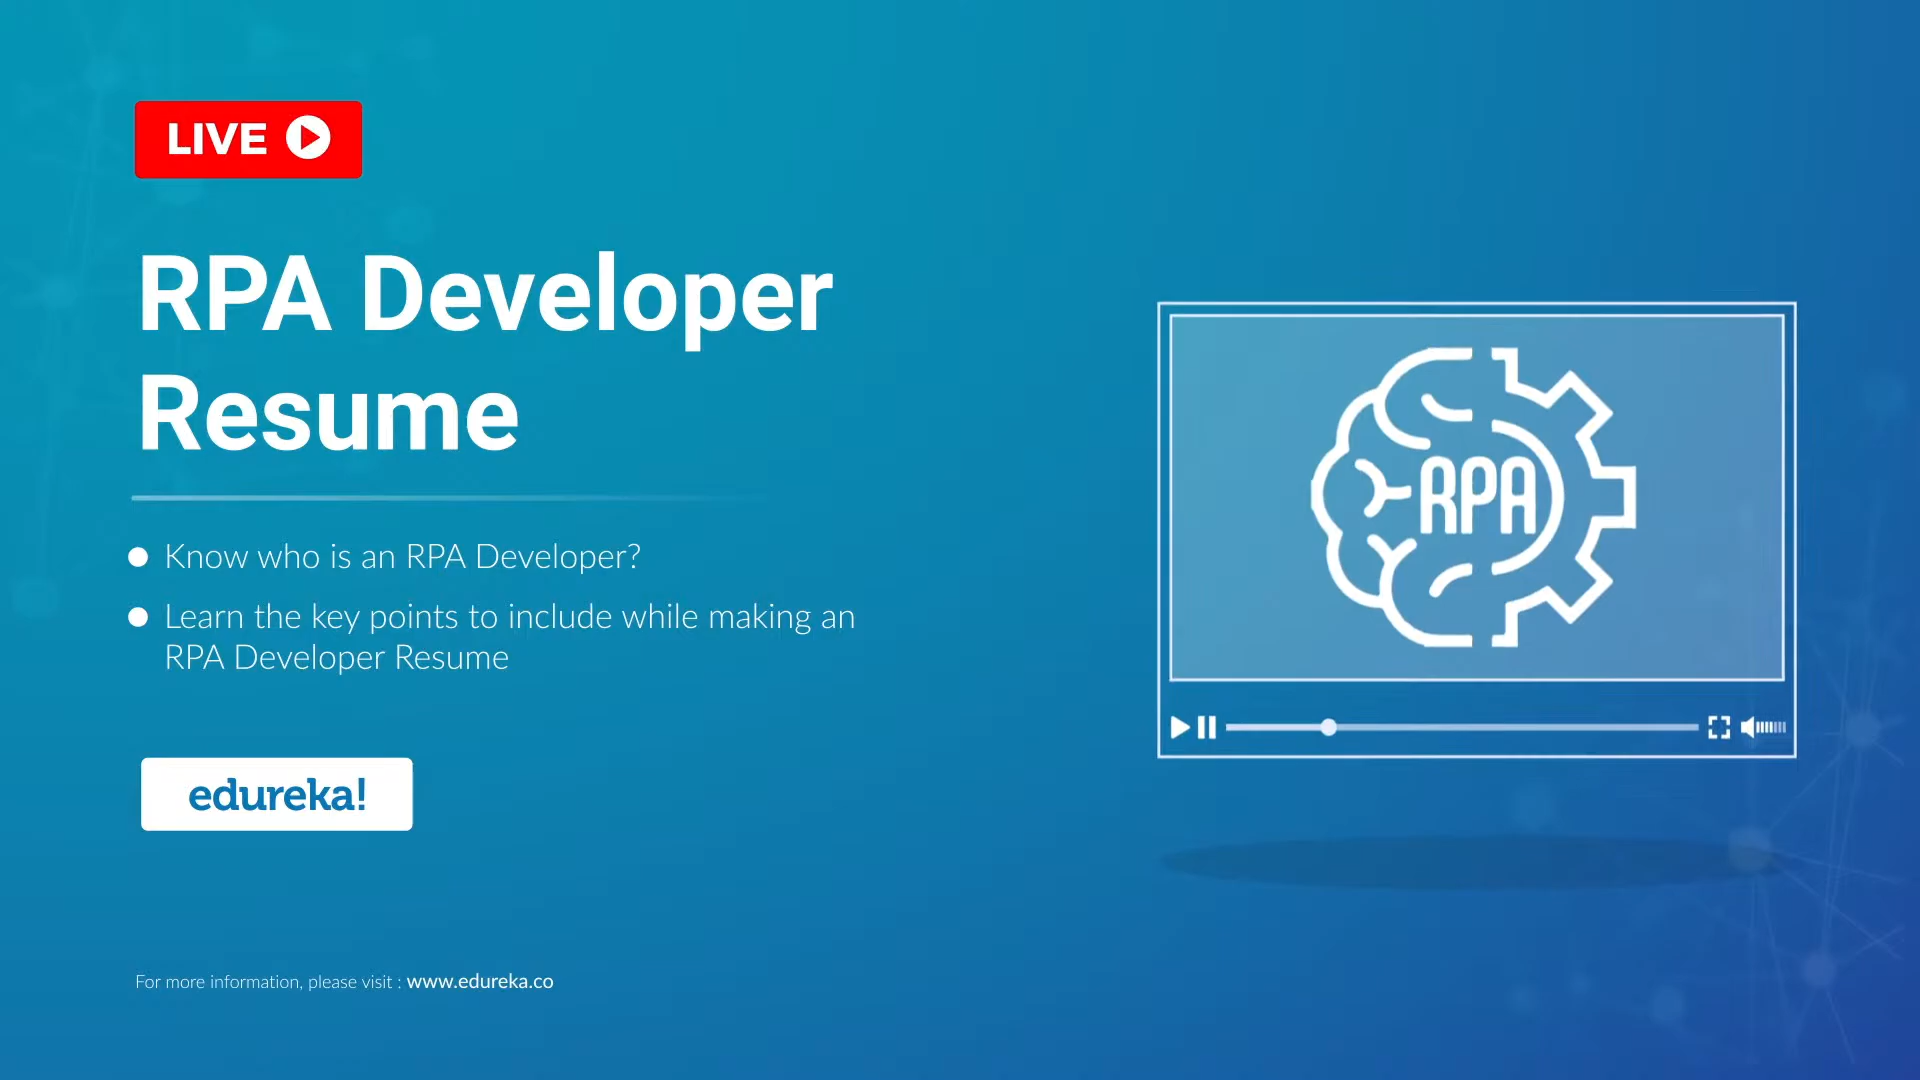 LIVE
RPA Developer
Resume
Know who is an RPA Developer?
Learn the key points to include while making an
RPA Developer Resume
edureka!
For more information, please visit : www.edureka.co
RPA